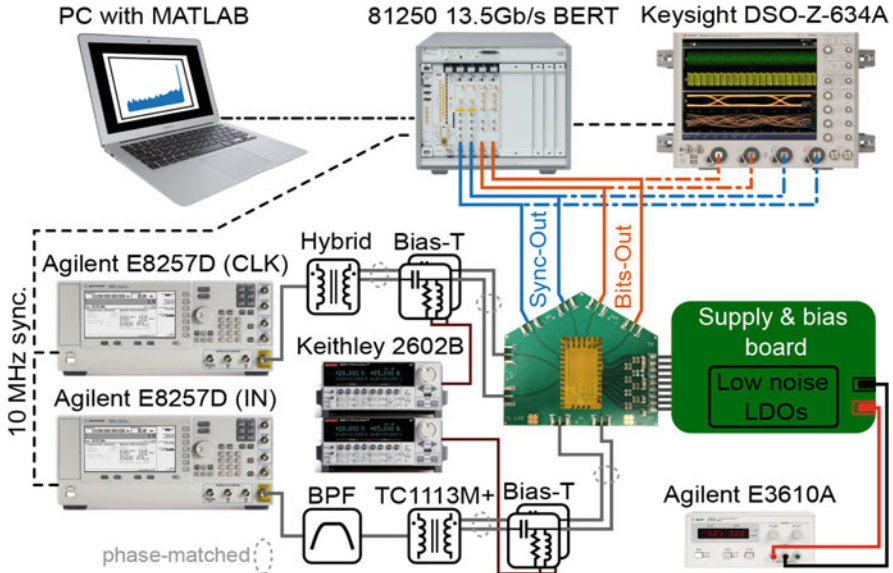 PC with MATLAB
81250 13.5Gb/s BERT
Keysight DSO-Z-634A
10 MHz sync.
Agilent E8257D (CLK)
Hybrid
Bias-T
Sync-Out
Bits-Out
Keithley 2602B
Supply & bias
board
Low noise
LDOs
Agilent E8257D (IN)
BPF
TC1113M+
Bias-T
Agilent E3610A
phase-matched